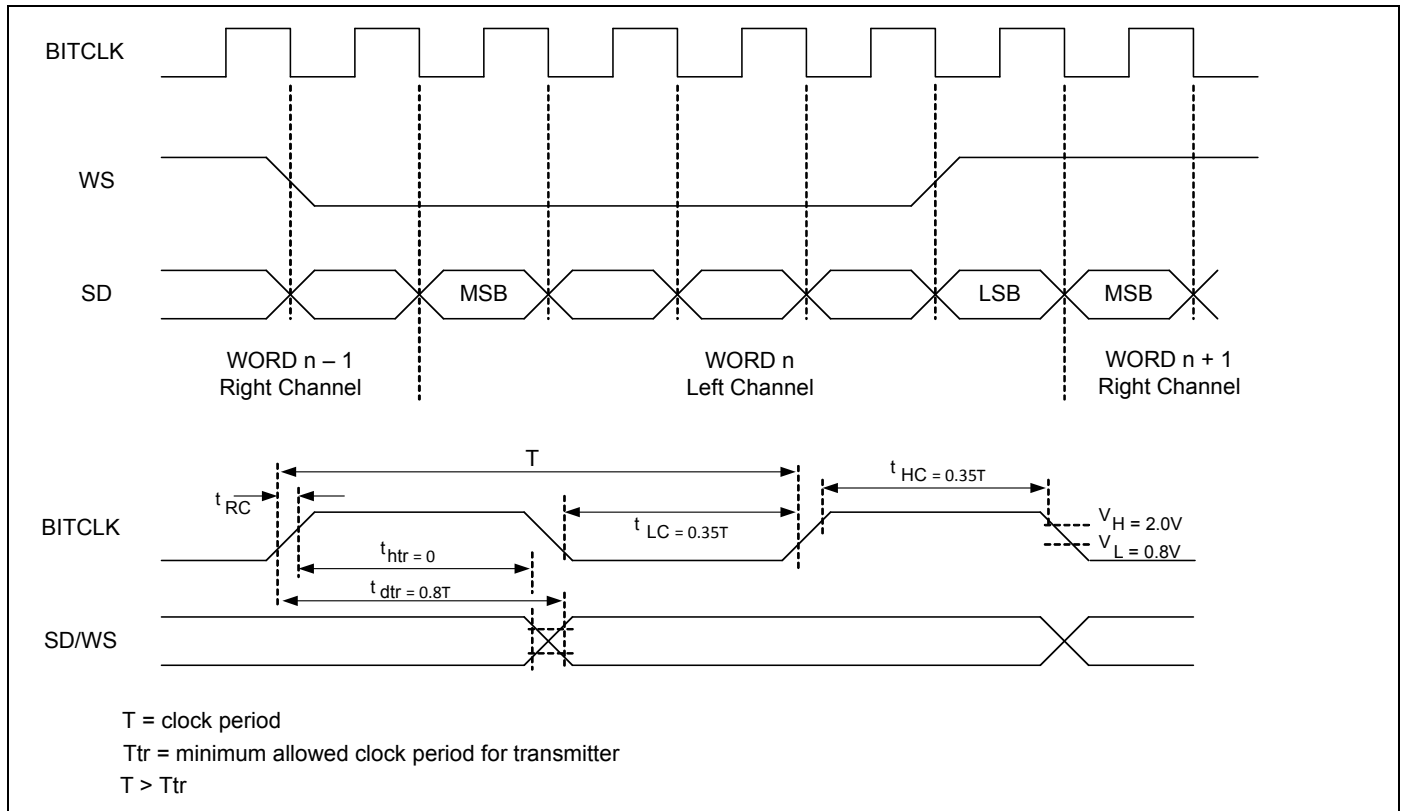 BITCLK
WS
SD
MSB
LSB
MSB
WORD n – 1
Right Channel
WORD n
Left Channel
WORD n + 1
Right Channel
T
t RC
t HC = 0.35T
BITCLK
t LC = 0.35T
V H = 2.0V
V L = 0.8V
t htr = 0
t dtr = 0.8T
SD/WS
T = clock period
Ttr = minimum allowed clock period for transmitter
T > Ttr